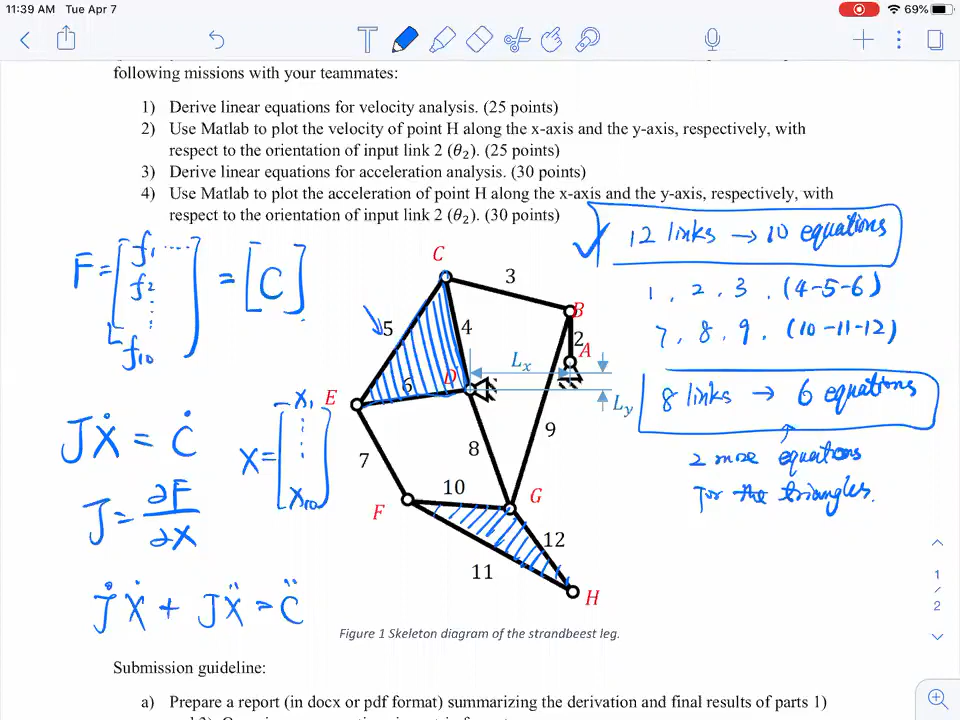 11:39 AM Tue Apr 7
69%
T
following missions with your teammates:
1) Derive linear equations for velocity analysis. (25 points)
2) Use Matlab to plot the velocity of point H along the x-axis and the y-axis, respectively, with
respect to the orientation of input link 2 (θ₂). (25 points)
3) Derive linear equations for acceleration analysis. (30 points)
4) Use Matlab to plot the acceleration of point H along the x-axis and the y-axis, respectively, with
respect to the orientation of input link 2 (θ₂). (30 points)
12 links → 10 equations
1, 2, 3, (4-5-6)
7, 8, 9, (10-11-12)
8 links → 6 equations
2 more equations
for the triangles.
F = [f1 .... f2 ⋮ f10] = [C]
JẊ = Ċ
X = [x1 ⋮ x10]
J = ∂F/∂X
J̇Ẋ + JẌ = C̈
C
3
B
5
4
2
A
Lx
D
6
E
Ly
9
8
7
10
G
F
12
11
H
Figure 1 Skeleton diagram of the strandbeest leg.
1
/
2
Submission guideline:
a) Prepare a report (in docx or pdf format) summarizing the derivation and final results of parts 1)